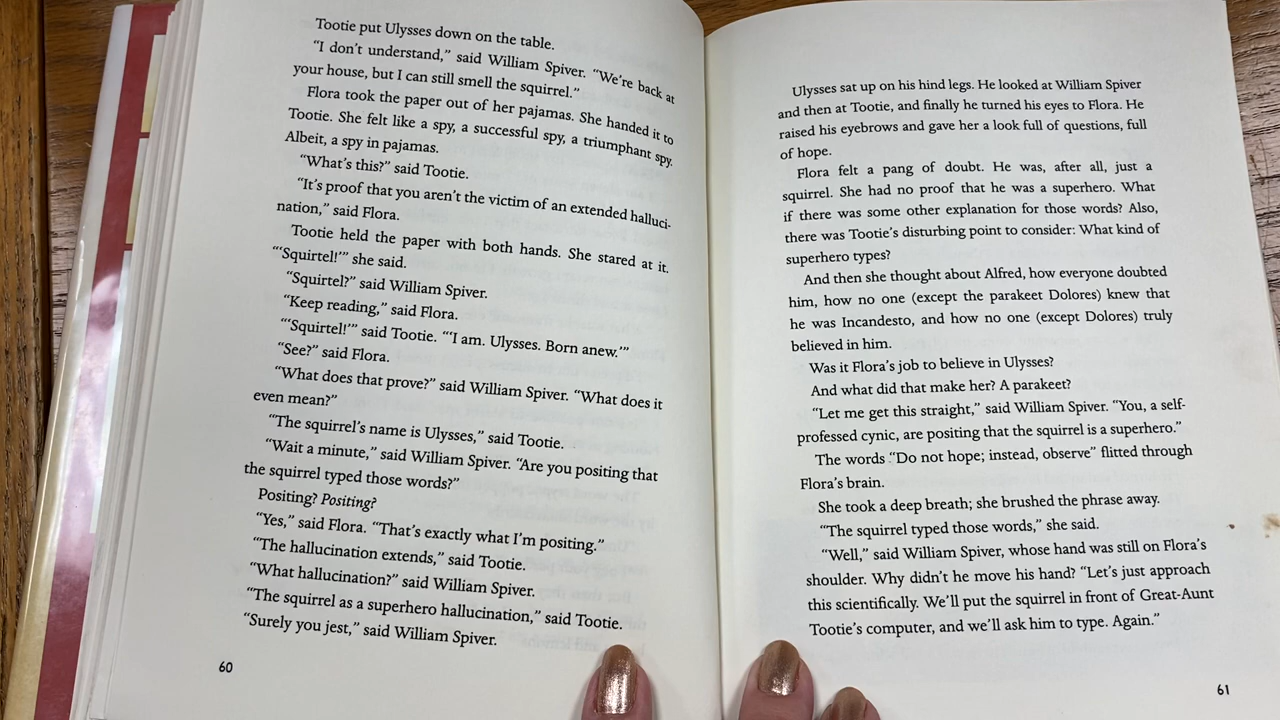 Tootie put Ulysses down on the table.
“I don’t understand,” said William Spiver. “We’re back at
your house, but I can still smell the squirrel.”
Flora took the paper out of her pajamas. She handed it to
Tootie. She felt like a spy, a successful spy, a triumphant spy.
Albeit, a spy in pajamas.
“What’s this?” said Tootie.
“It’s proof that you aren’t the victim of an extended halluci-
nation,” said Flora.
Tootie held the paper with both hands. She stared at it.
“‘Squirtel!’” she said.
“Squirtel?” said William Spiver.
“Keep reading,” said Flora.
“‘Squirtel!’” said Tootie. “‘I am. Ulysses. Born anew.’”
“See?” said Flora.
“What does that prove?” said William Spiver. “What does it
even mean?”
“The squirrel’s name is Ulysses,” said Tootie.
“Wait a minute,” said William Spiver. “Are you positing that
the squirrel typed those words?”
Positing? Positing?
“Yes,” said Flora. “That’s exactly what I’m positing.”
“The hallucination extends,” said Tootie.
“What hallucination?” said William Spiver.
“The squirrel as a superhero hallucination,” said Tootie.
“Surely you jest,” said William Spiver.
60
Ulysses sat up on his hind legs. He looked at William Spiver
and then at Tootie, and finally he turned his eyes to Flora. He
raised his eyebrows and gave her a look full of questions, full
of hope.
Flora felt a pang of doubt. He was, after all, just a
squirrel. She had no proof that he was a superhero. What
if there was some other explanation for those words? Also,
there was Tootie’s disturbing point to consider: What kind of
superhero types?
And then she thought about Alfred, how everyone doubted
him, how no one (except the parakeet Dolores) knew that
he was Incandesto, and how no one (except Dolores) truly
believed in him.
Was it Flora’s job to believe in Ulysses?
And what did that make her? A parakeet?
“Let me get this straight,” said William Spiver. “You, a self-
professed cynic, are positing that the squirrel is a superhero.”
The words “Do not hope; instead, observe” flitted through
Flora’s brain.
She took a deep breath; she brushed the phrase away.
“The squirrel typed those words,” she said.
“Well,” said William Spiver, whose hand was still on Flora’s
shoulder. Why didn’t he move his hand? “Let’s just approach
this scientifically. We’ll put the squirrel in front of Great-Aunt
Tootie’s computer, and we’ll ask him to type. Again.”
61